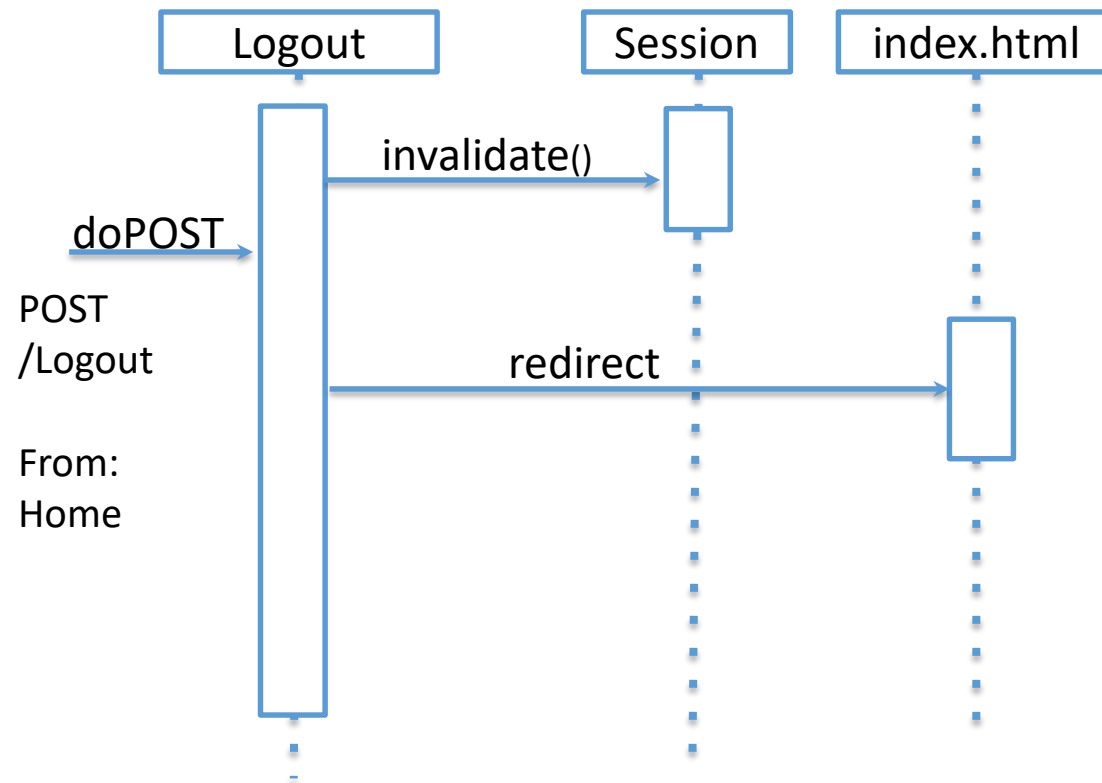 Logout
Session
index.html
invalidate()
doPOST
POST
/Logout
redirect
From:
Home